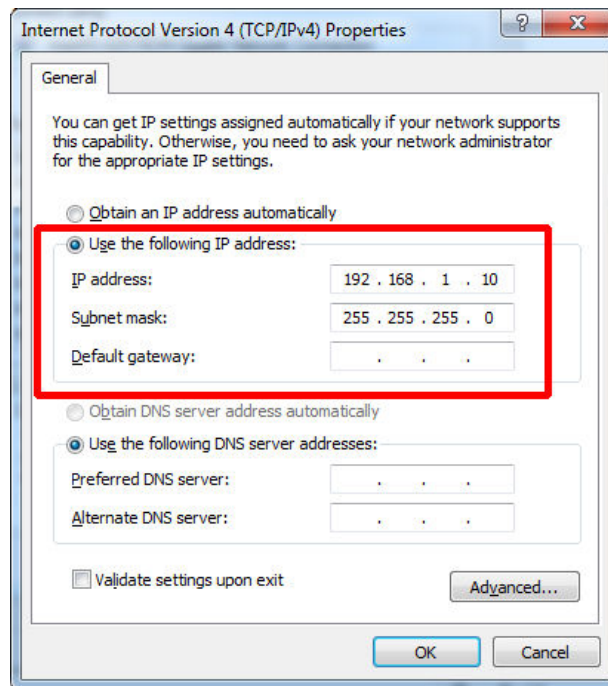 Internet Protocol Version 4 (TCP/IPv4) Properties
General
You can get IP settings assigned automatically if your network supports
this capability. Otherwise, you need to ask your network administrator
for the appropriate IP settings.
Obtain an IP address automatically
Use the following IP address:
IP address: 192 . 168 . 1 . 10
Subnet mask: 255 . 255 . 255 . 0
Default gateway: . . .
Obtain DNS server address automatically
Use the following DNS server addresses:
Preferred DNS server: . . .
Alternate DNS server: . . .
Validate settings upon exit
Advanced...
OK Cancel